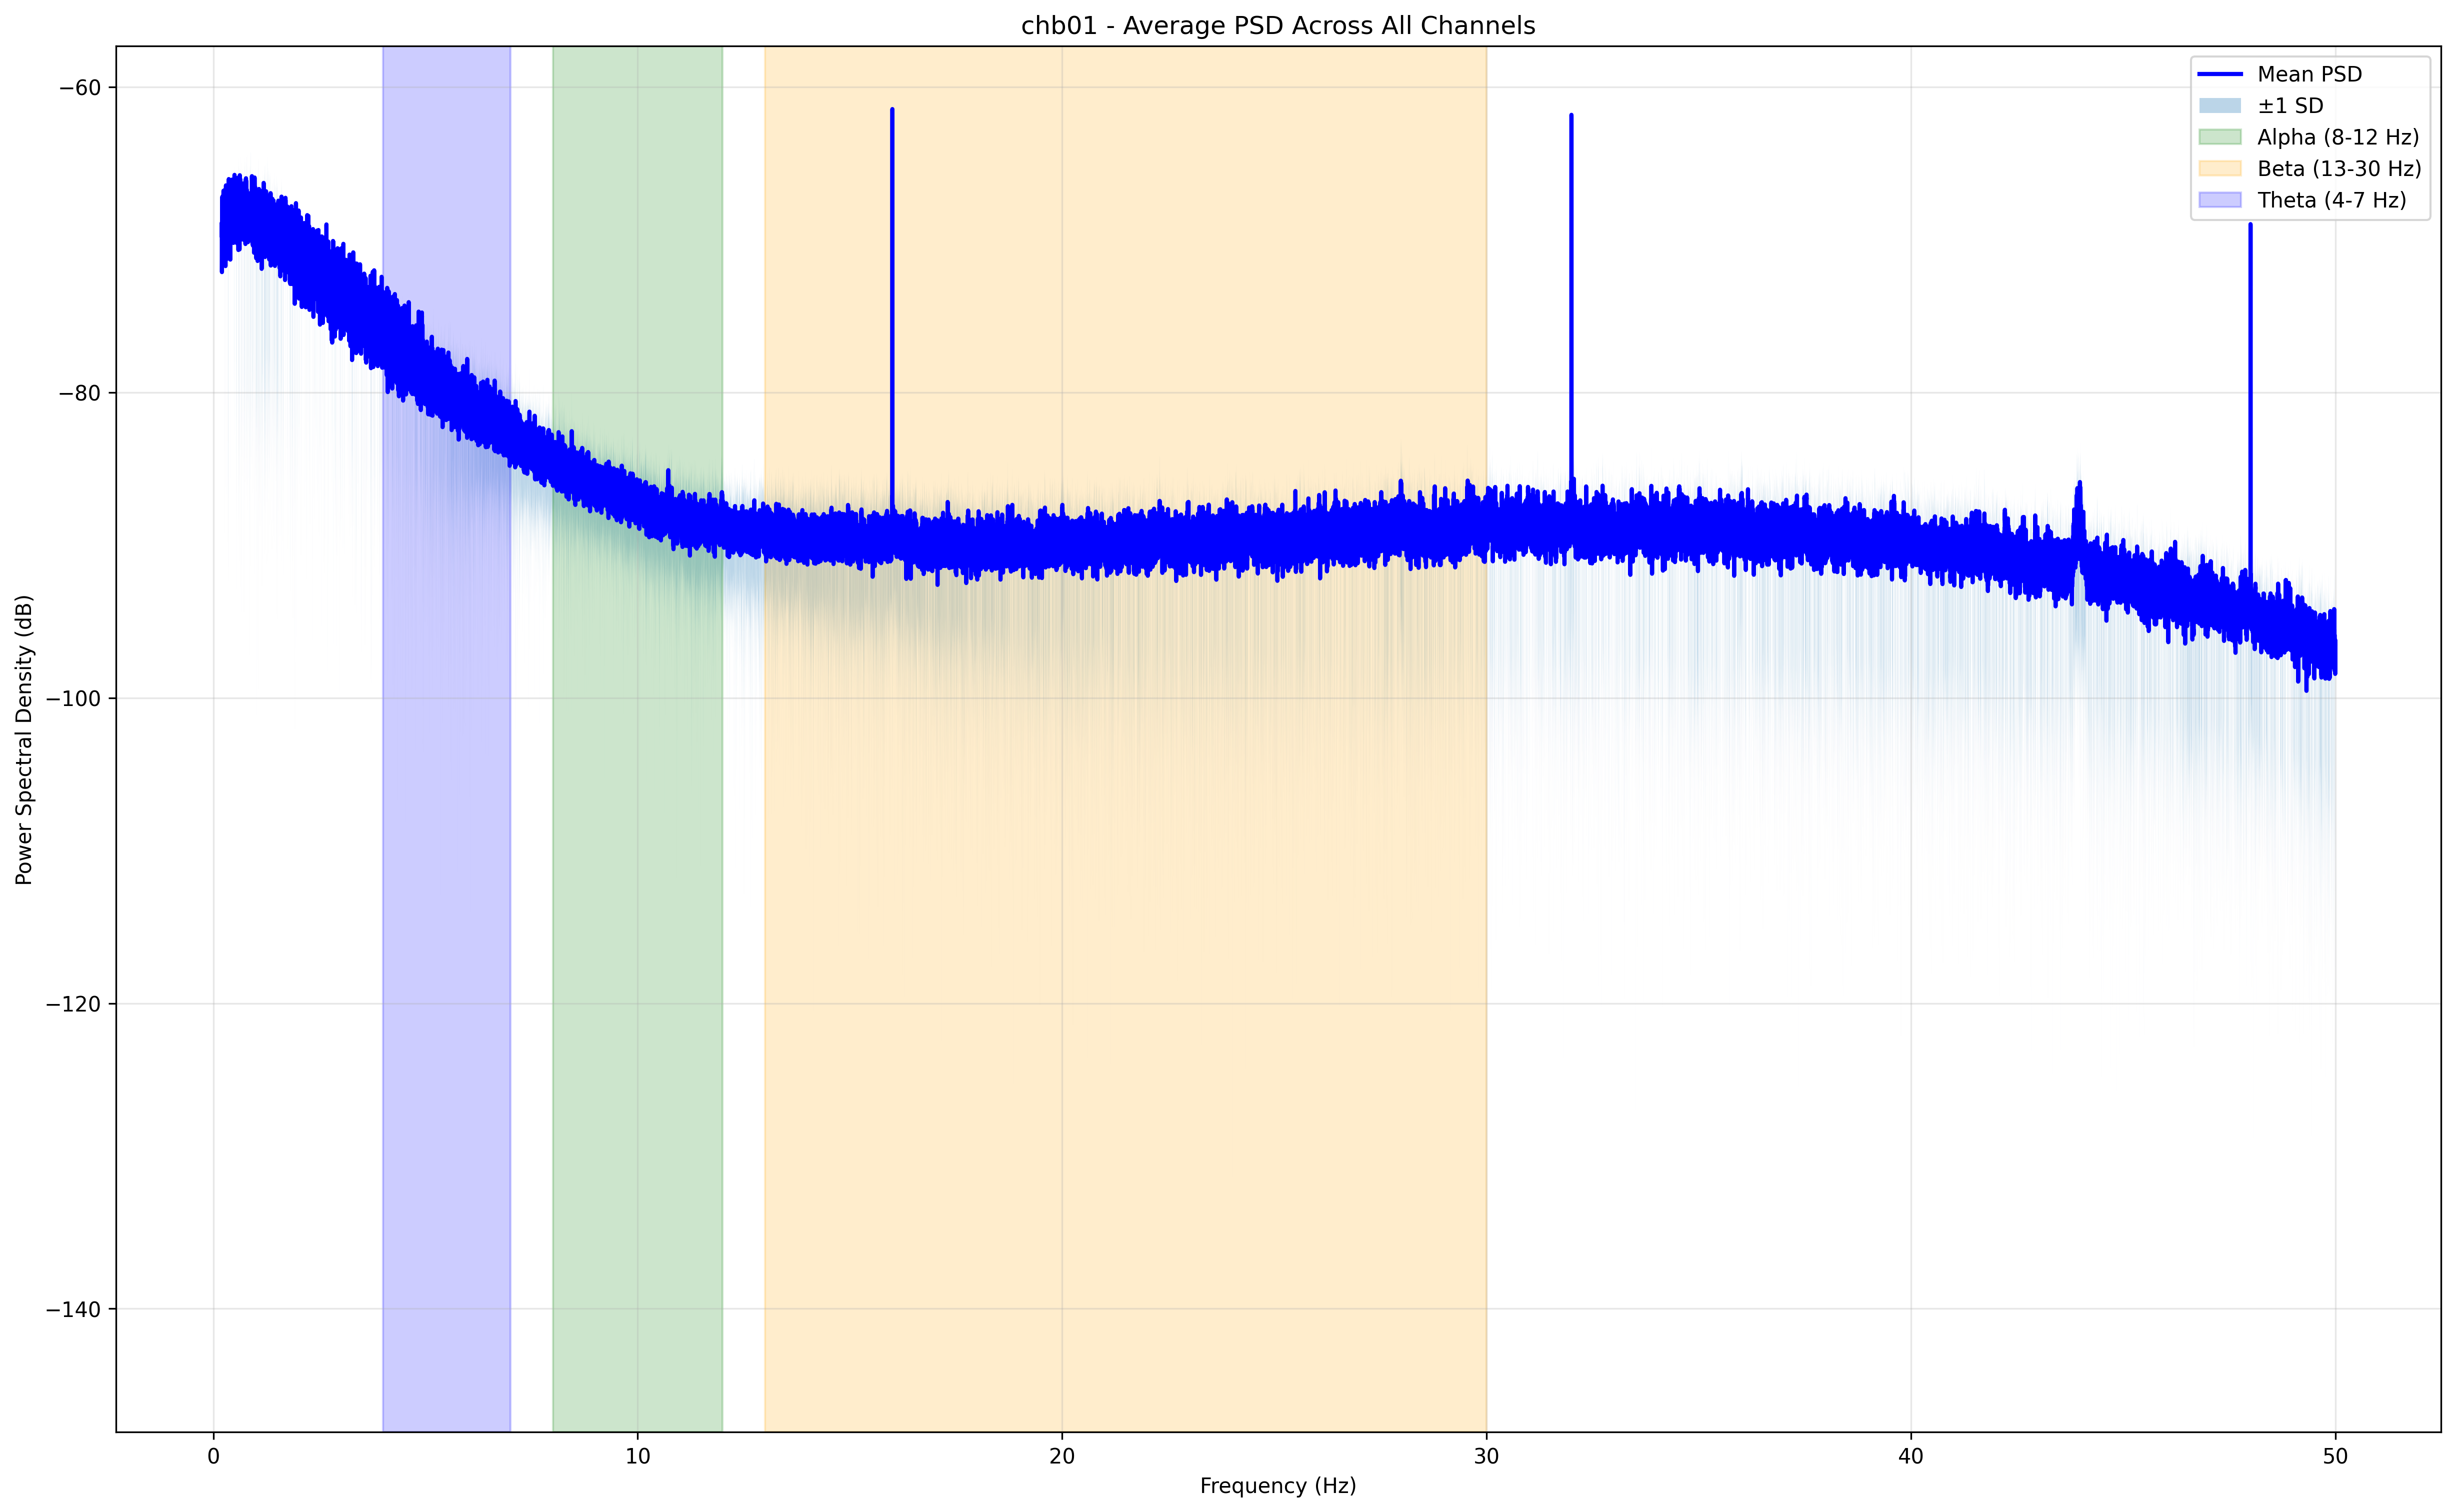 chb01 - Average PSD Across All Channels
Mean PSD
±1 SD
Alpha (8-12 Hz)
Beta (13-30 Hz)
Theta (4-7 Hz)
Power Spectral Density (dB)
−60
−80
−100
−120
−140
0 10 20 30 40 50
Frequency (Hz)